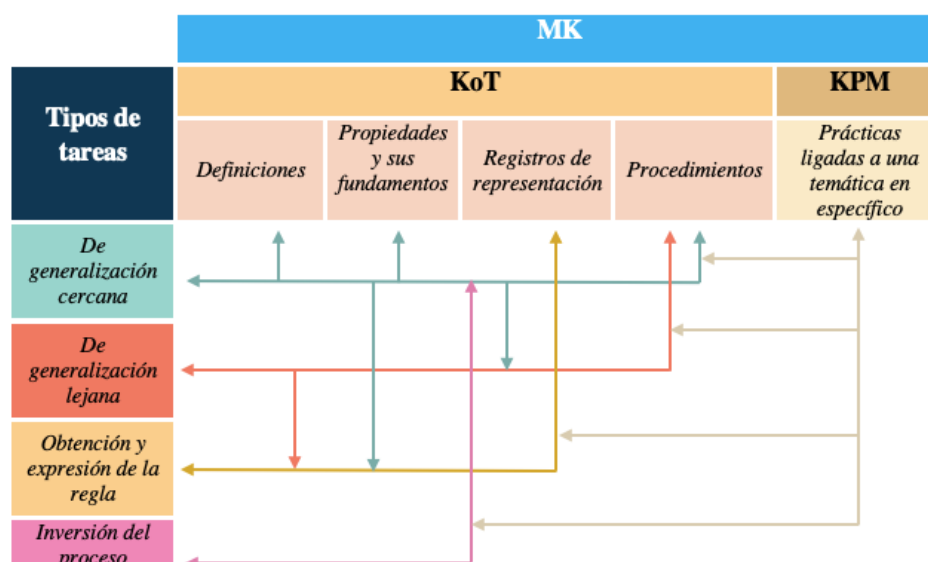 MK
KoT
KPM
Tipos de
tareas
Definiciones
Propiedades
y sus
fundamentos
Registros de
representación
Procedimientos
Prácticas
ligadas a una
temática en
específico
De
generalización
cercana
De
generalización
lejana
Obtención y
expresión de la
regla
Inversión del
proceso